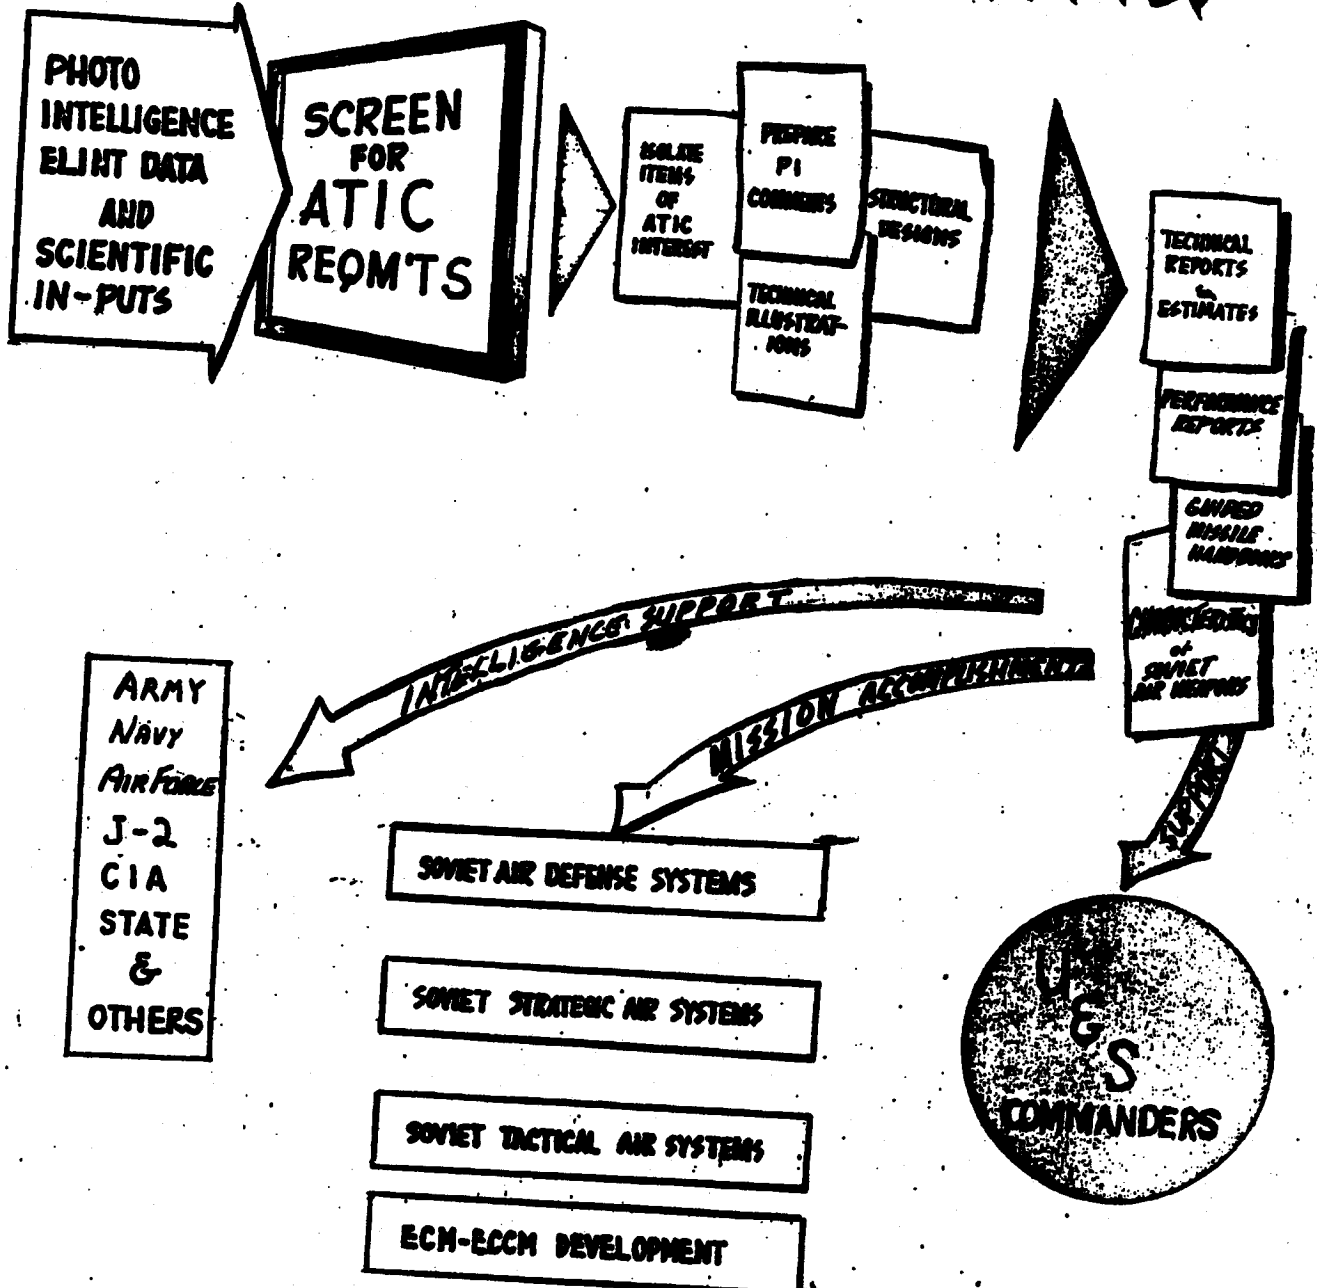 PHOTO
INTELLIGENCE
ELINT DATA
AND
SCIENTIFIC
IN-PUTS
SCREEN
FOR
ATIC
REQM'TS
ISOLATE
ITEMS
OF
ATIC
INTEREST
PREPARE
PI
COMMENTS
STRUCTURAL
DESIGNS
TECHNICAL
ILLUSTRAT-
IONS
TECHNICAL
REPORTS
ESTIMATES
PERFORMANCE
REPORTS
GUIDED
MISSILE
HANDBOOKS
CHARACTERISTICS
of
SOVIET
AIR WEAPONS
INTELLIGENCE SUPPORT
MISSION ACCOMPLISHMENTS
SUPPORT
ARMY
NAVY
AIR FORCE
J-2
CIA
STATE
&
OTHERS
SOVIET AIR DEFENSE SYSTEMS
SOVIET STRATEGIC AIR SYSTEMS
SOVIET TACTICAL AIR SYSTEMS
ECM-ECCM DEVELOPMENT
U
&
S
COMMANDERS